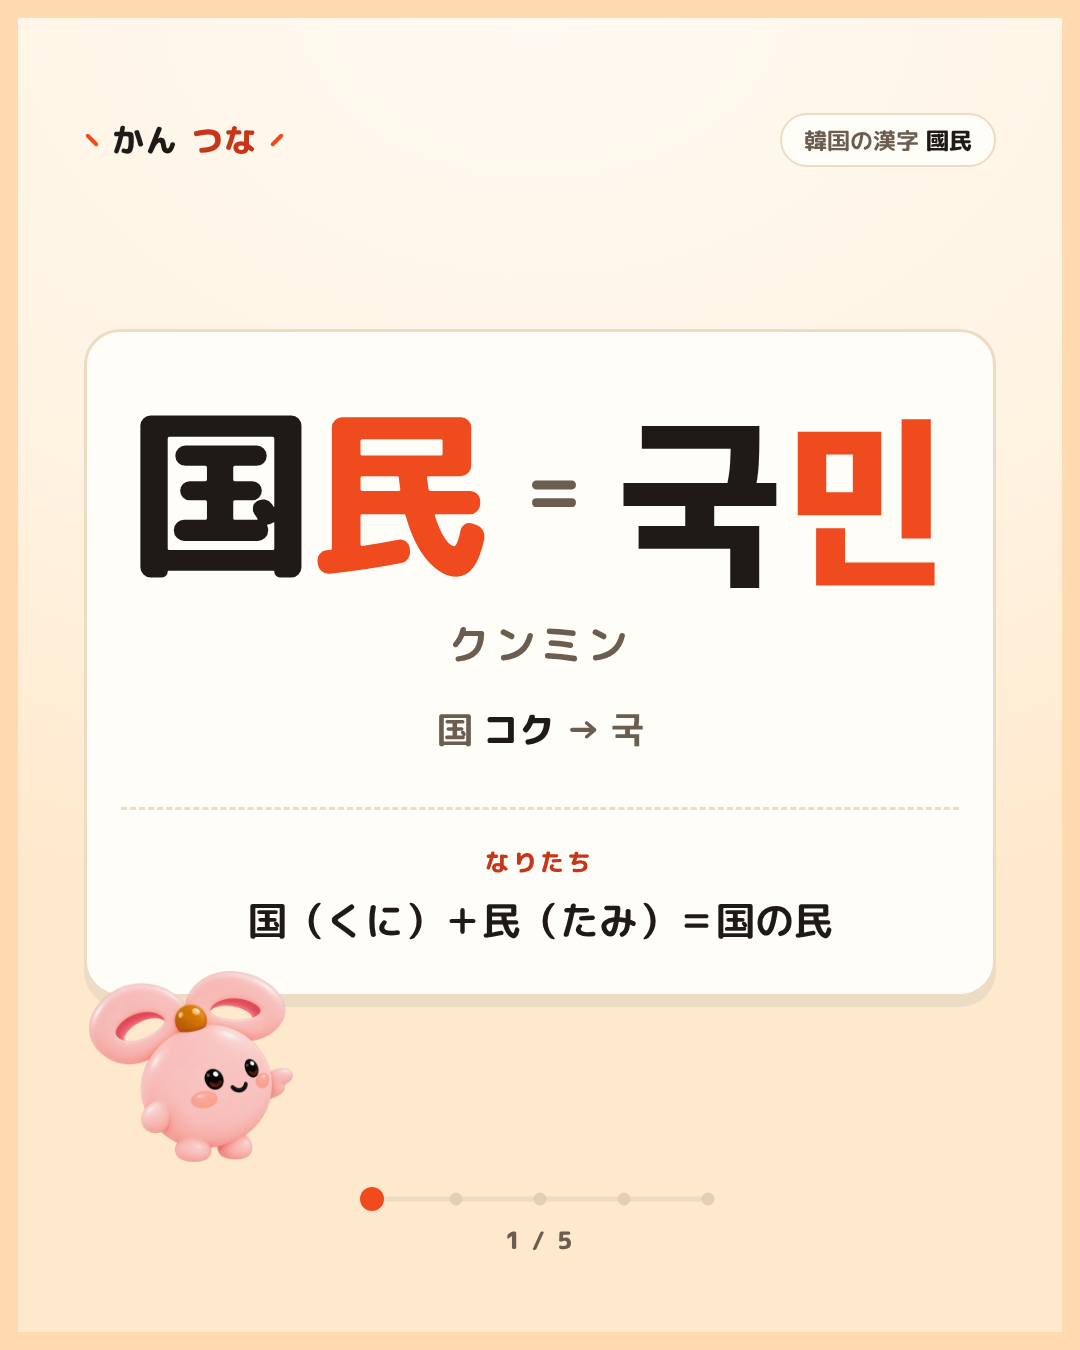 かん つな
韓国の漢字 國民
国民 = 국민
クンミン
国 コク → 국
なりたち
国（くに）＋民（たみ）＝国の民
1 / 5